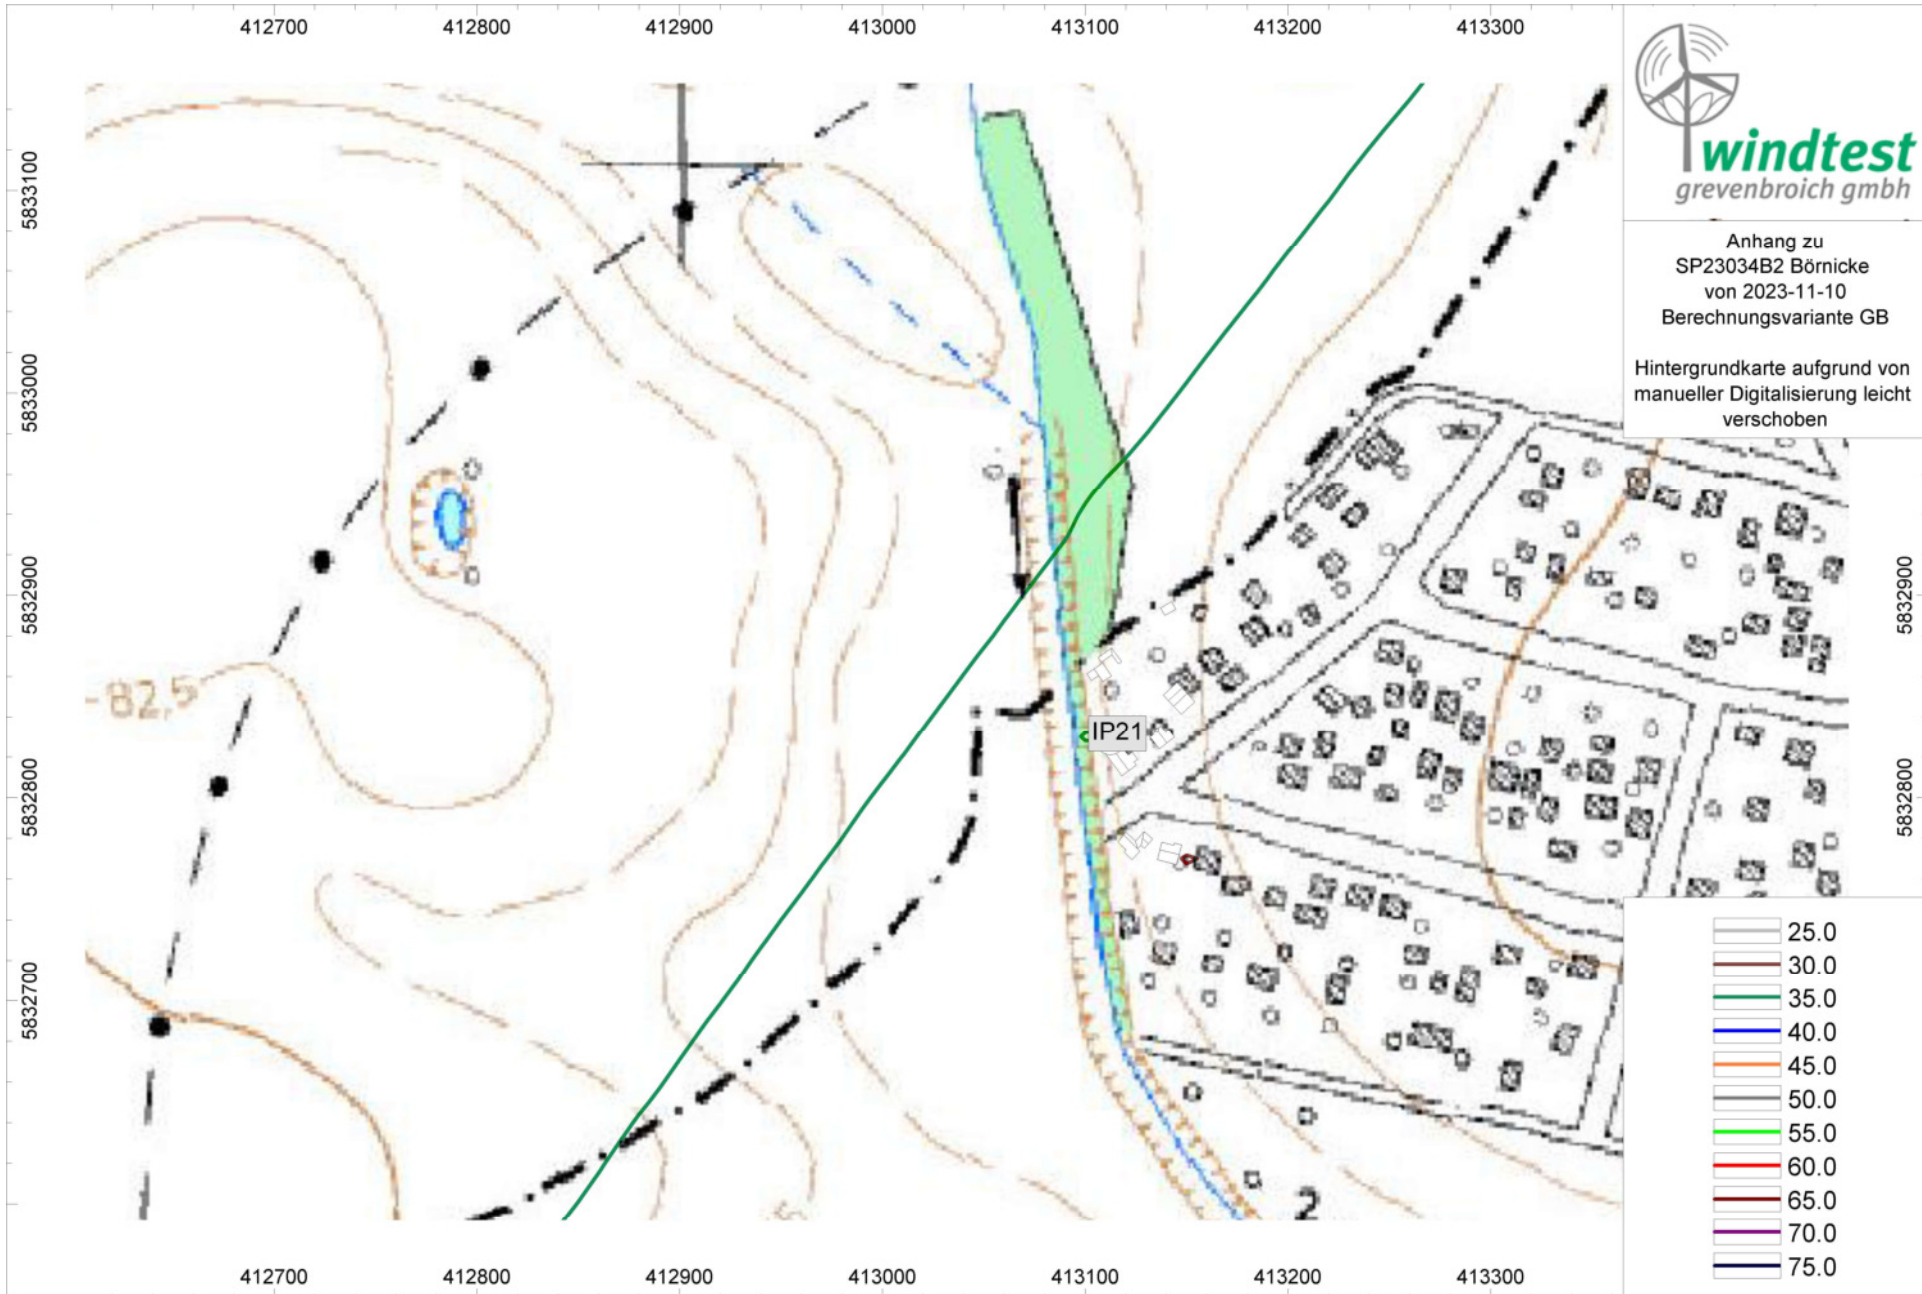 412700 412800 412900 413000 413100 413200 413300
windtest
grevenbroich gmbh
Anhang zu
SP23034B2 Börnicke
von 2023-11-10
Berechnungsvariante GB
Hintergrundkarte aufgrund von
manueller Digitalisierung leicht
verschoben
5833100
5833000
5832900
5832800
5832700
5832900
5832800
-82,5
IP21
2
5
25.0
30.0
35.0
40.0
45.0
50.0
55.0
60.0
65.0
70.0
75.0
412700 412800 412900 413000 413100 413200 413300